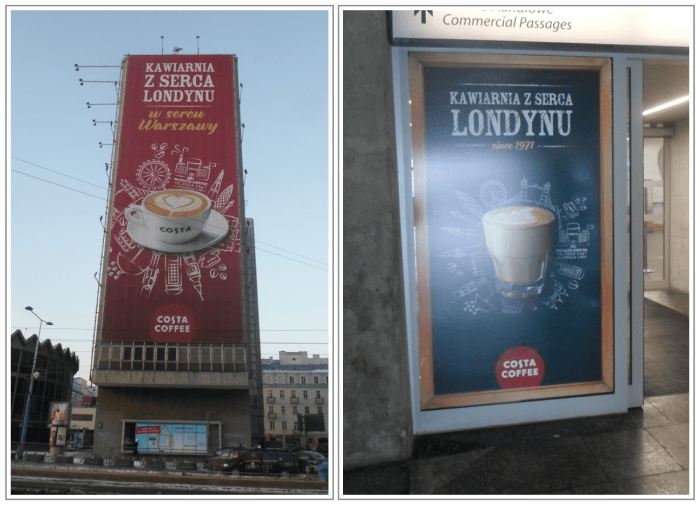 KAWIARNIA
Z SERCA
LONDYNU
w sercu
Warszawy
COSTA
COSTA
COFFEE
Commercial Passages
KAWIARNIA Z SERCA
LONDYNU
since 1971
COSTA
COFFEE